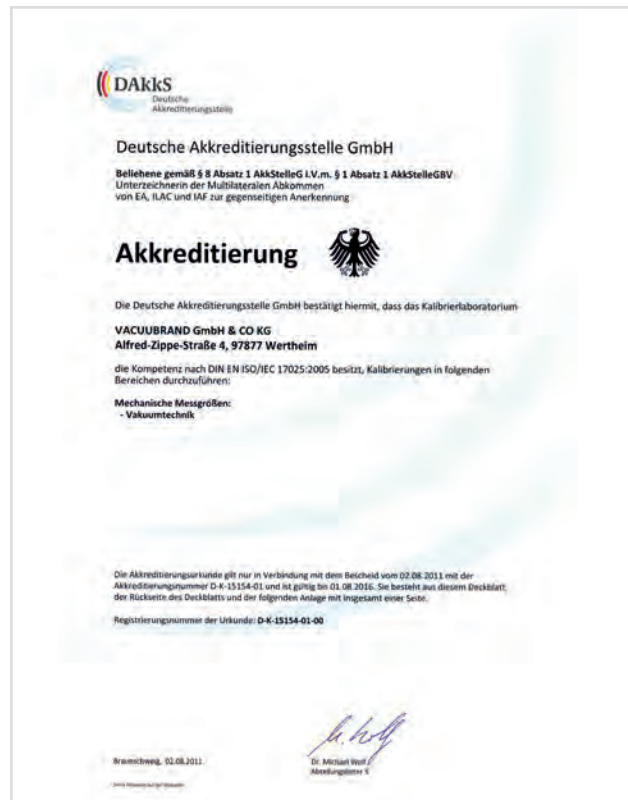 DAkkS
Deutsche
Akkreditierungsstelle
Deutsche Akkreditierungsstelle GmbH
Beliehene gemäß § 8 Absatz 1 AkkStelleG i.V.m. § 1 Absatz 1 AkkStelleGBV
Unterzeichnerin der Multilateralen Abkommen
von EA, ILAC und IAF zur gegenseitigen Anerkennung
Akkreditierung
Die Deutsche Akkreditierungsstelle GmbH bestätigt hiermit, dass das Kalibrierlaboratorium
VACUUBRAND GmbH & CO KG
Alfred-Zippe-Straße 4, 97877 Wertheim
die Kompetenz nach DIN EN ISO/IEC 17025:2005 besitzt, Kalibrierungen in folgenden
Bereichen durchzuführen:
Mechanische Messgrößen:
- Vakuumtechnik
Die Akkreditierungsurkunde gilt nur in Verbindung mit dem Bescheid vom 02.08.2011 mit der
Akkreditierungsnummer D-K-15154-01 und ist gültig bis 01.08.2016. Sie besteht aus diesem Deckblatt,
der Rückseite des Deckblatts und der folgenden Anlage mit insgesamt einer Seite.
Registrierungsnummer der Urkunde: D-K-15154-01-00
Braunschweig, 02.08.2011
Dr. Michael Wolf
Abteilungsleiter 5